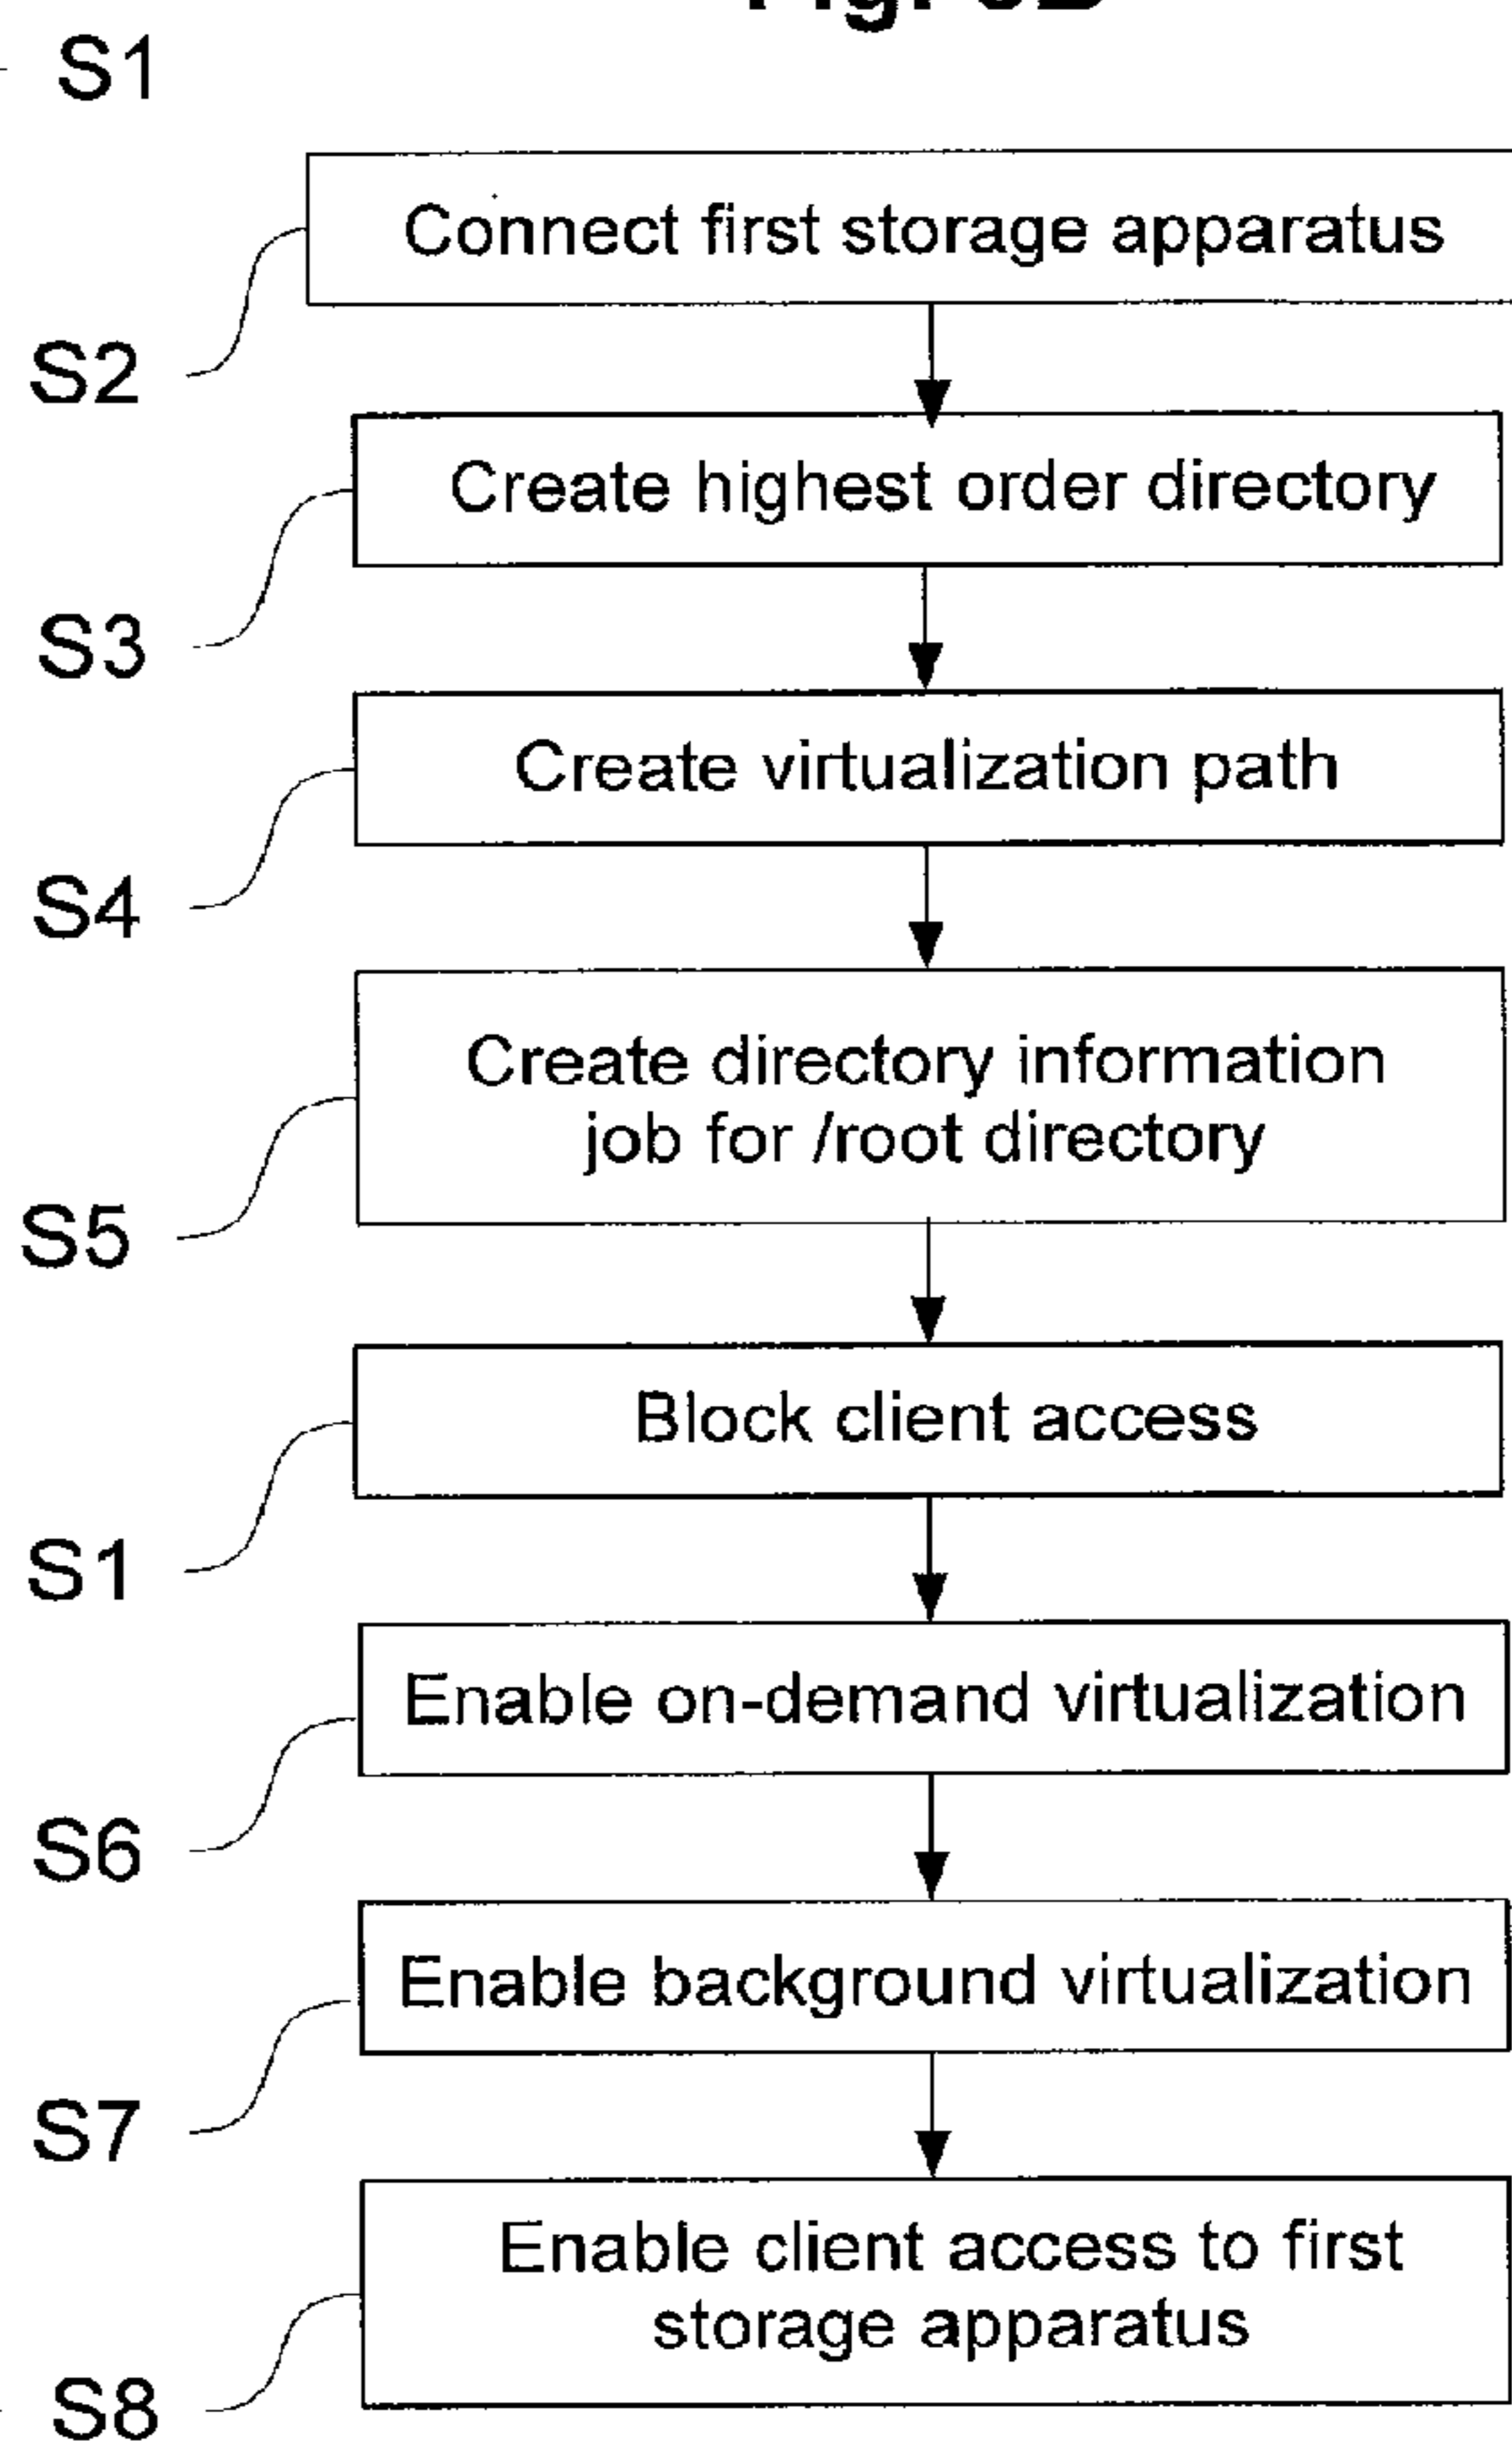 S1
Connect first storage apparatus
S2
Create highest order directory
S3
Create virtualization path
S4
Create directory information
job for /root directory
S5
Block client access
S1
Enable on-demand virtualization
S6
Enable background virtualization
S7
Enable client access to first
storage apparatus
S8